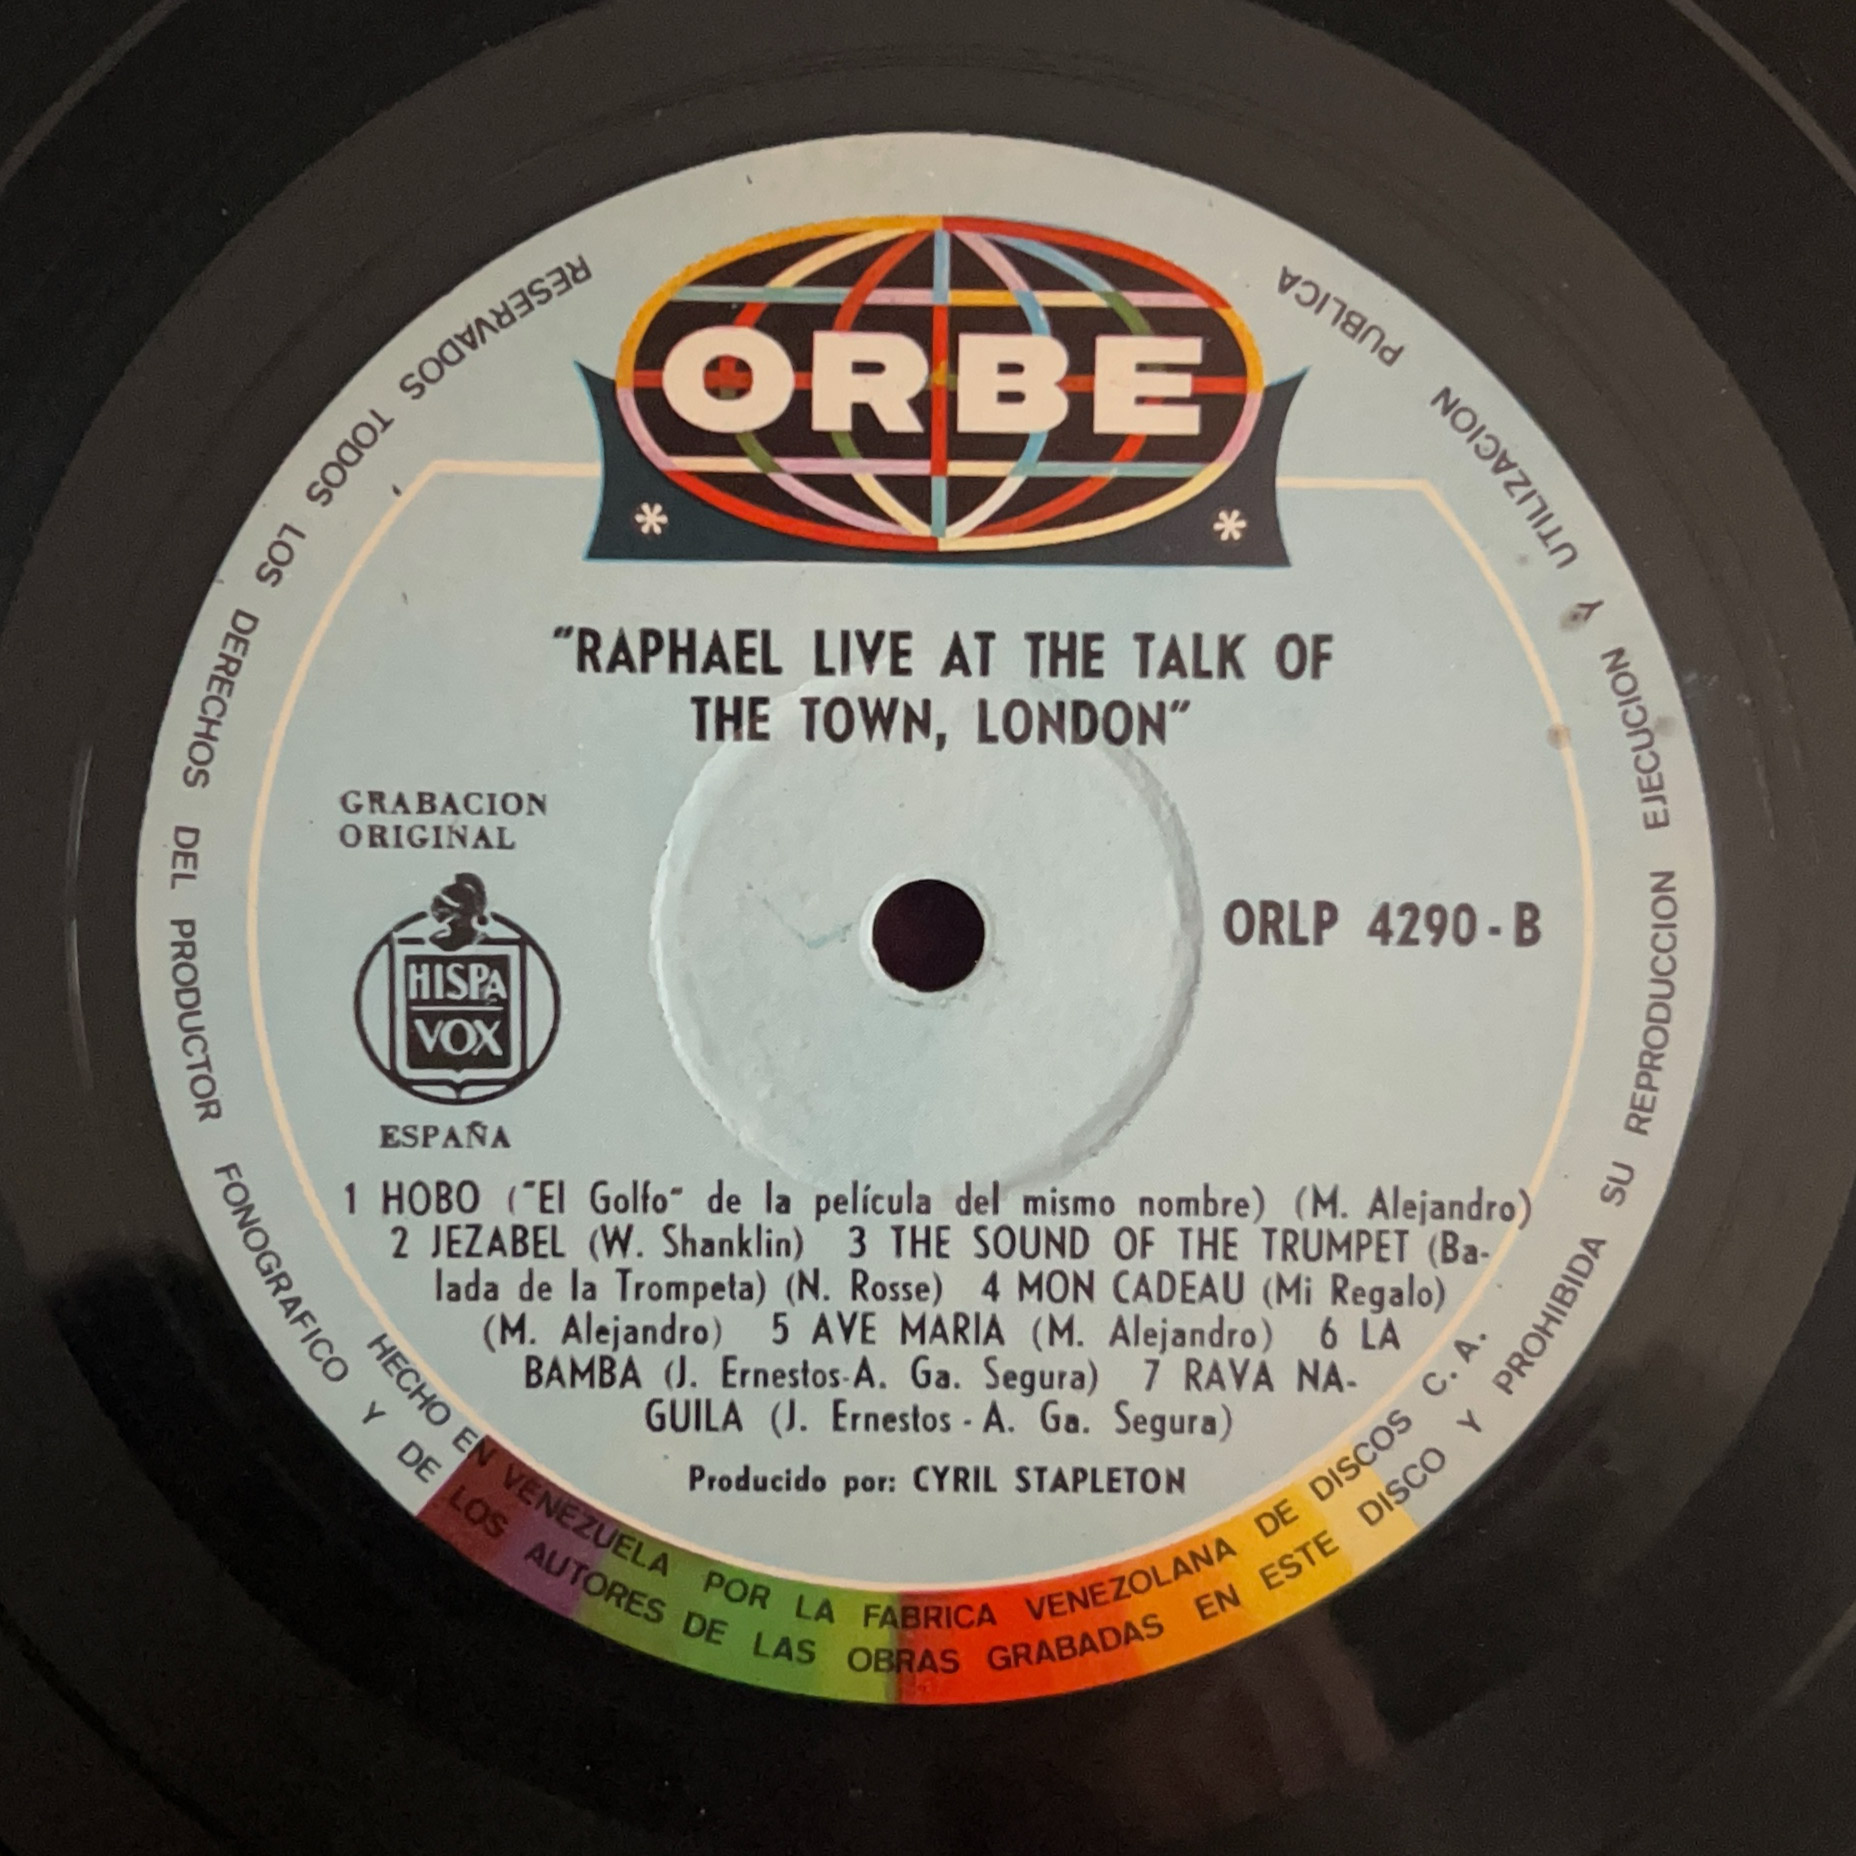 ORBE
* *
"RAPHAEL LIVE AT THE TALK OF
THE TOWN, LONDON"
GRABACION
ORIGINAL
HISPA
VOX
ESPAÑA
ORLP 4290-B
1 HOBO ("El Golfo" de la película del mismo nombre) (M. Alejandro)
2 JEZABEL (W. Shanklin) 3 THE SOUND OF THE TRUMPET (Ba-
lada de la Trompeta) (N. Rosse) 4 MON CADEAU (Mi Regalo)
(M. Alejandro) 5 AVE MARIA (M. Alejandro) 6 LA
BAMBA (J. Ernestos-A. Ga. Segura) 7 RAVA NA-
GUILA (J. Ernestos - A. Ga. Segura)
Producido por: CYRIL STAPLETON
HECHO EN VENEZUELA POR LA FABRICA VENEZOLANA DE DISCOS C. A.
RESERVADOS TODOS LOS DERECHOS DEL PRODUCTOR FONOGRAFICO Y DE LOS AUTORES DE LAS OBRAS GRABADAS EN ESTE DISCO Y PROHIBIDA SU REPRODUCCION EJECUCION Y UTILIZACION PUBLICA